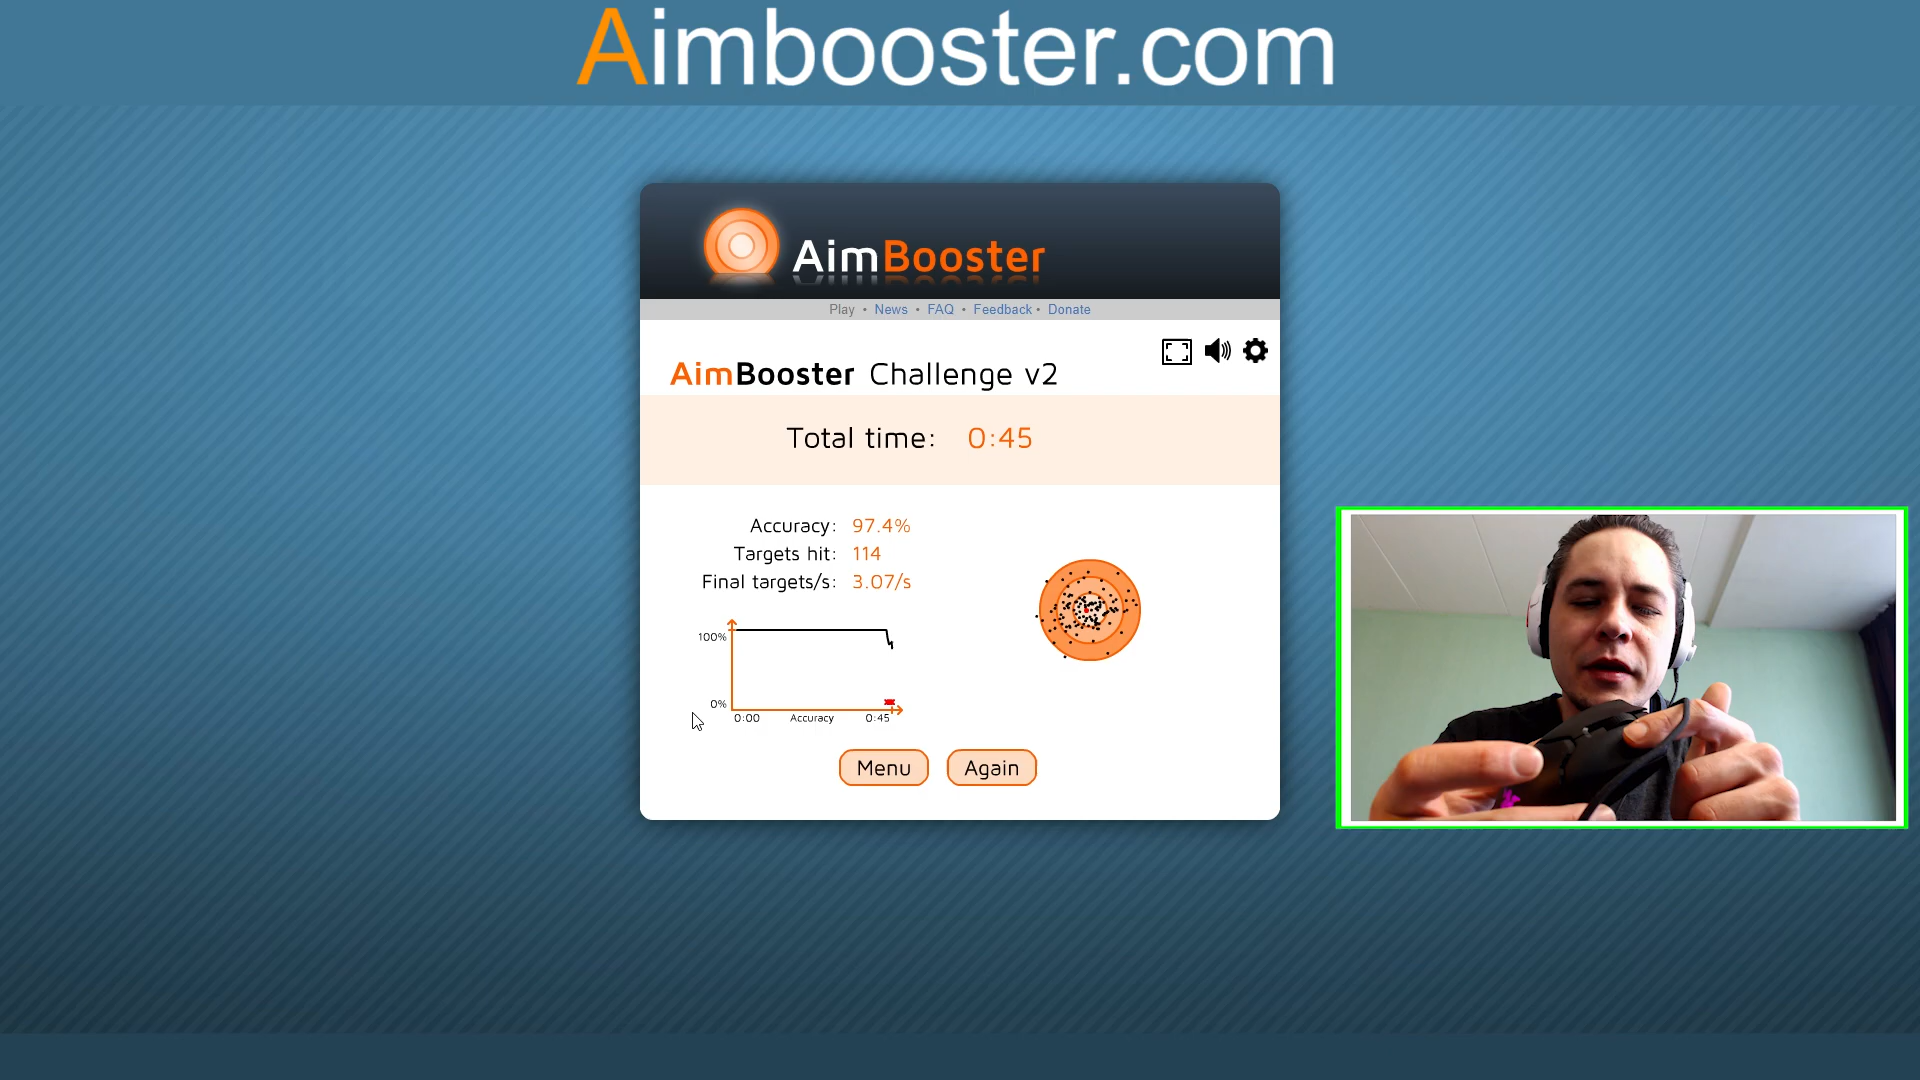 Aimbooster.com
AimBooster
Play • News • FAQ • Feedback • Donate
AimBooster Challenge v2
Total time: 0:45
Accuracy: 97.4%
Targets hit: 114
Final targets/s: 3.07/s
100%
0%
0:00 Accuracy 0:45
Menu Again